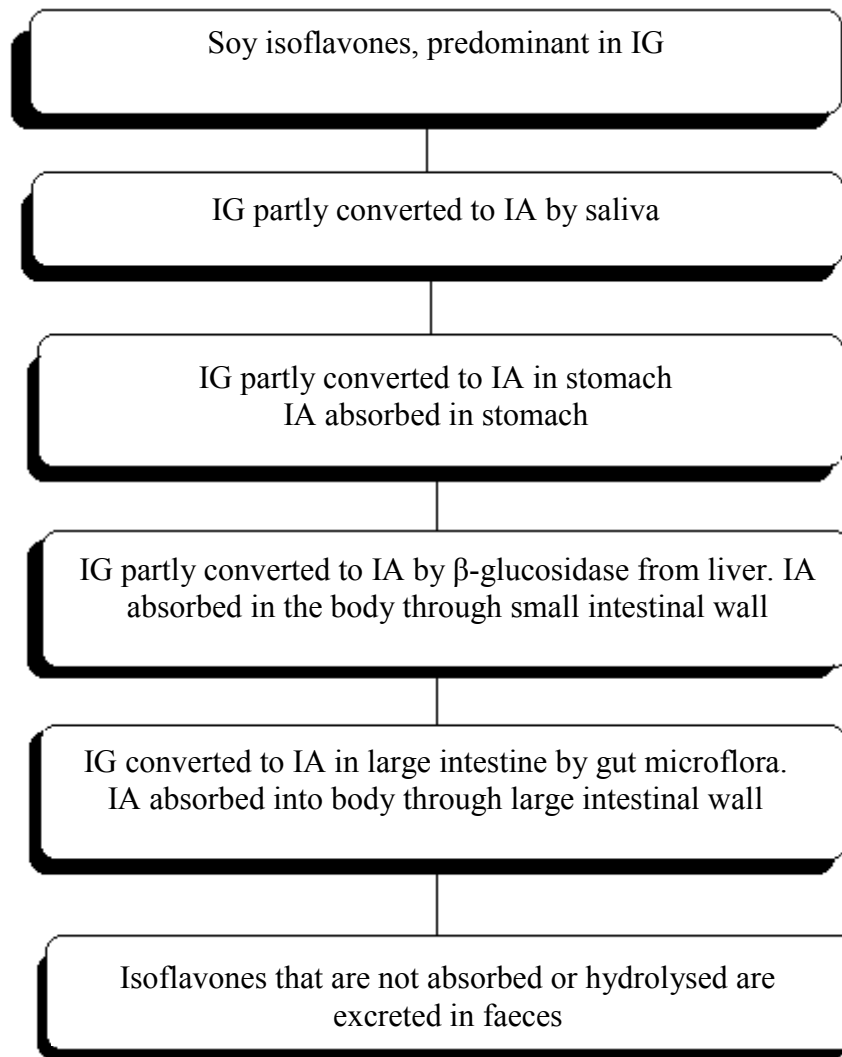 Soy isoflavones, predominant in IG
IG partly converted to IA by saliva
IG partly converted to IA in stomach
IA absorbed in stomach
IG partly converted to IA by β-glucosidase from liver. IA
absorbed in the body through small intestinal wall
IG converted to IA in large intestine by gut microflora.
IA absorbed into body through large intestinal wall
Isoflavones that are not absorbed or hydrolysed are
excreted in faeces